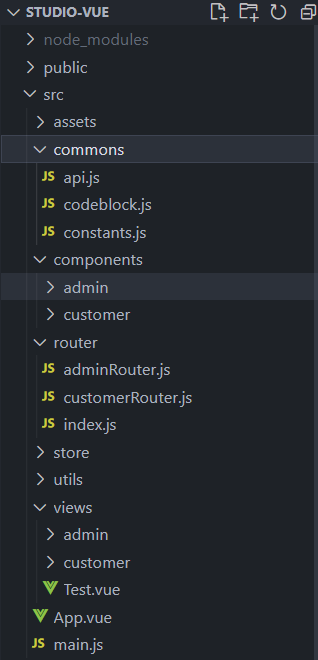 STUDIO-VUE
node_modules
public
src
assets
commons
JS api.js
JS codeblock.js
JS constants.js
components
admin
customer
router
JS adminRouter.js
JS customerRouter.js
JS index.js
store
utils
views
admin
customer
Test.vue
App.vue
JS main.js